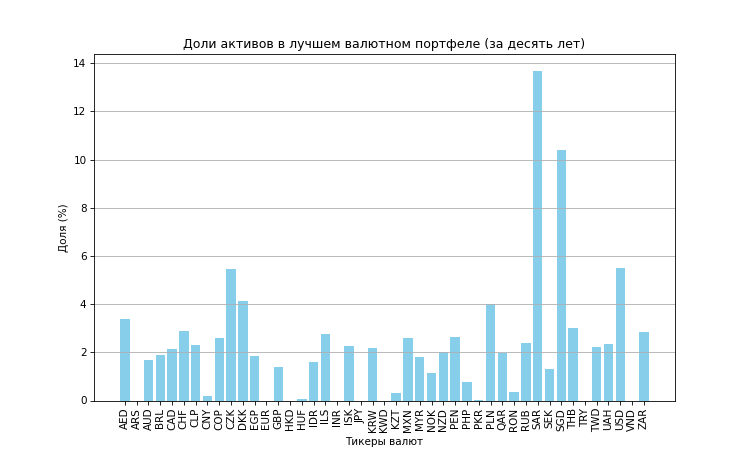 Доли активов в лучшем валютном портфеле (за десять лет)
Доля (%)
14
12
10
8
6
4
2
0
AED ARS AUD BRL CAD CHF CLP CNY COP CZK DKK EGP EUR GBP HKD HUF IDR ILS INR ISK JPY KRW KWD KZT MXN MYR NOK NZD PEN PHP PKR PLN QAR RON RUB SAR SEK SGD THB TRY TWD UAH USD VND ZAR
Тикеры валют